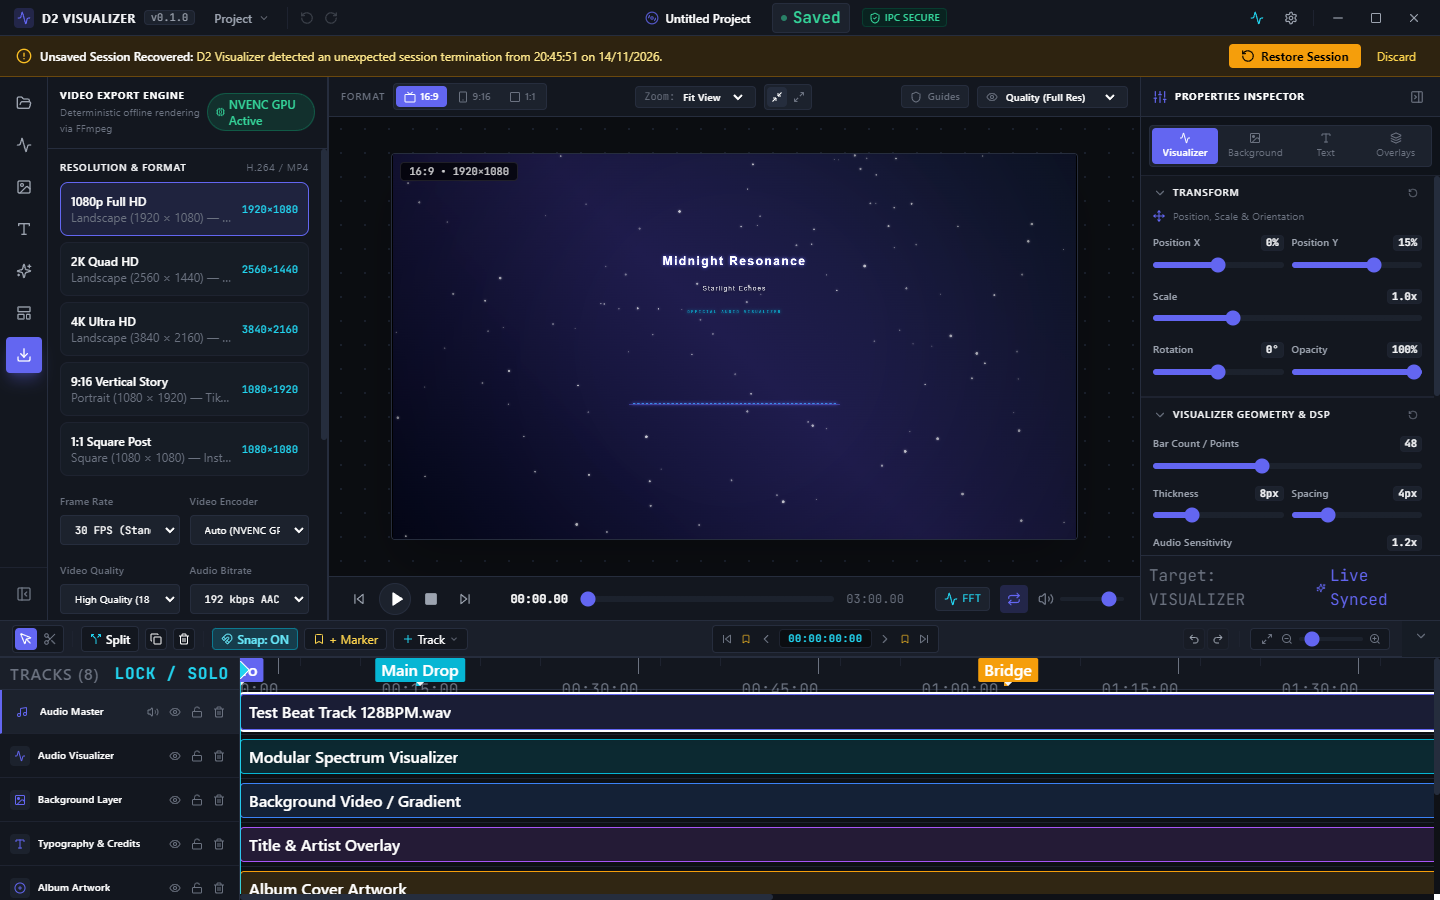 D2 VISUALIZER v0.1.0 Project Untitled Project Saved IPC SECURE
Unsaved Session Recovered: D2 Visualizer detected an unexpected session termination from 20:45:51 on 14/11/2026. Restore Session Discard
VIDEO EXPORT ENGINE
Deterministic offline rendering
via FFmpeg
NVENC GPU
Active
RESOLUTION & FORMAT H.264 / MP4
1080p Full HD
Landscape (1920 × 1080) — ... 1920×1080
2K Quad HD
Landscape (2560 × 1440) — ... 2560×1440
4K Ultra HD
Landscape (3840 × 2160) — ... 3840×2160
9:16 Vertical Story
Portrait (1080 × 1920) — Tik... 1080×1920
1:1 Square Post
Square (1080 × 1080) — Inst... 1080×1080
Frame Rate Video Encoder
30 FPS (Stan Auto (NVENC GF
Video Quality Audio Bitrate
High Quality (18 192 kbps AAC
FORMAT 16:9 9:16 1:1 Zoom: Fit View Guides Quality (Full Res)
16:9 • 1920×1080
Midnight Resonance
Starlight Echoes
OFFICIAL AUDIO VISUALIZER
00:00.00 03:00.00 FFT
PROPERTIES INSPECTOR
Visualizer Background Text Overlays
TRANSFORM
Position, Scale & Orientation
Position X 0% Position Y 15%
Scale 1.0x
Rotation 0° Opacity 100%
VISUALIZER GEOMETRY & DSP
Bar Count / Points 48
Thickness 8px Spacing 4px
Audio Sensitivity 1.2x
Target:
VISUALIZER
Live
Synced
Split Snap: ON + Marker + Track 00:00:00:00
TRACKS (8) LOCK / SOLO
o Main Drop Bridge
0:00 00:15:00 00:30:00 00:45:00 01:00:00 01:15:00 01:30:00
Audio Master Test Beat Track 128BPM.wav
Audio Visualizer Modular Spectrum Visualizer
Background Layer Background Video / Gradient
Typography & Credits Title & Artist Overlay
Album Artwork Album Cover Artwork